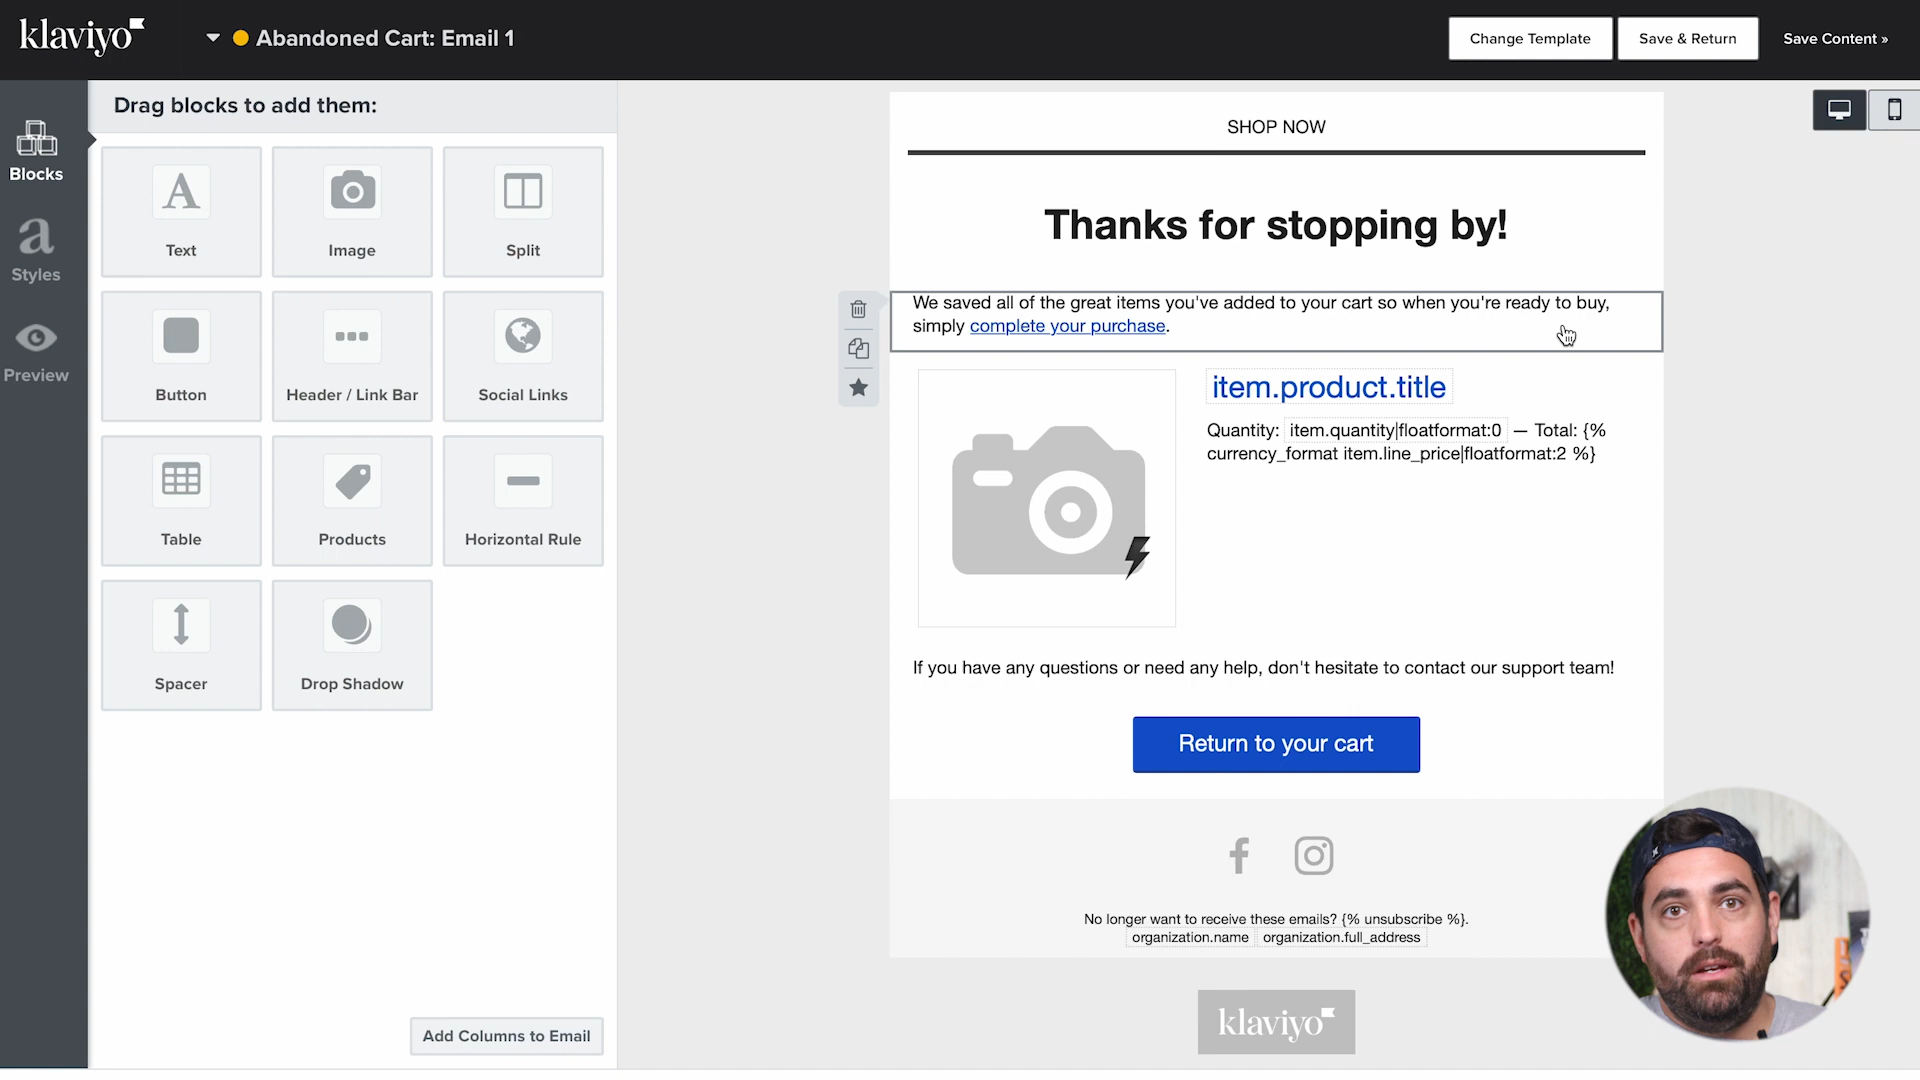 klaviyo
Abandoned Cart: Email 1
Change Template
Save & Return
Save Content »
Blocks
Styles
Preview
Drag blocks to add them:
Text
Image
Split
Button
Header / Link Bar
Social Links
Table
Products
Horizontal Rule
Spacer
Drop Shadow
Add Columns to Email
SHOP NOW
Thanks for stopping by!
We saved all of the great items you've added to your cart so when you're ready to buy,
simply complete your purchase.
item.product.title
Quantity: item.quantity|floatformat:0 — Total: {%
currency_format item.line_price|floatformat:2 %}
If you have any questions or need any help, don't hesitate to contact our support team!
Return to your cart
No longer want to receive these emails? {% unsubscribe %}.
organization.name organization.full_address
klaviyo